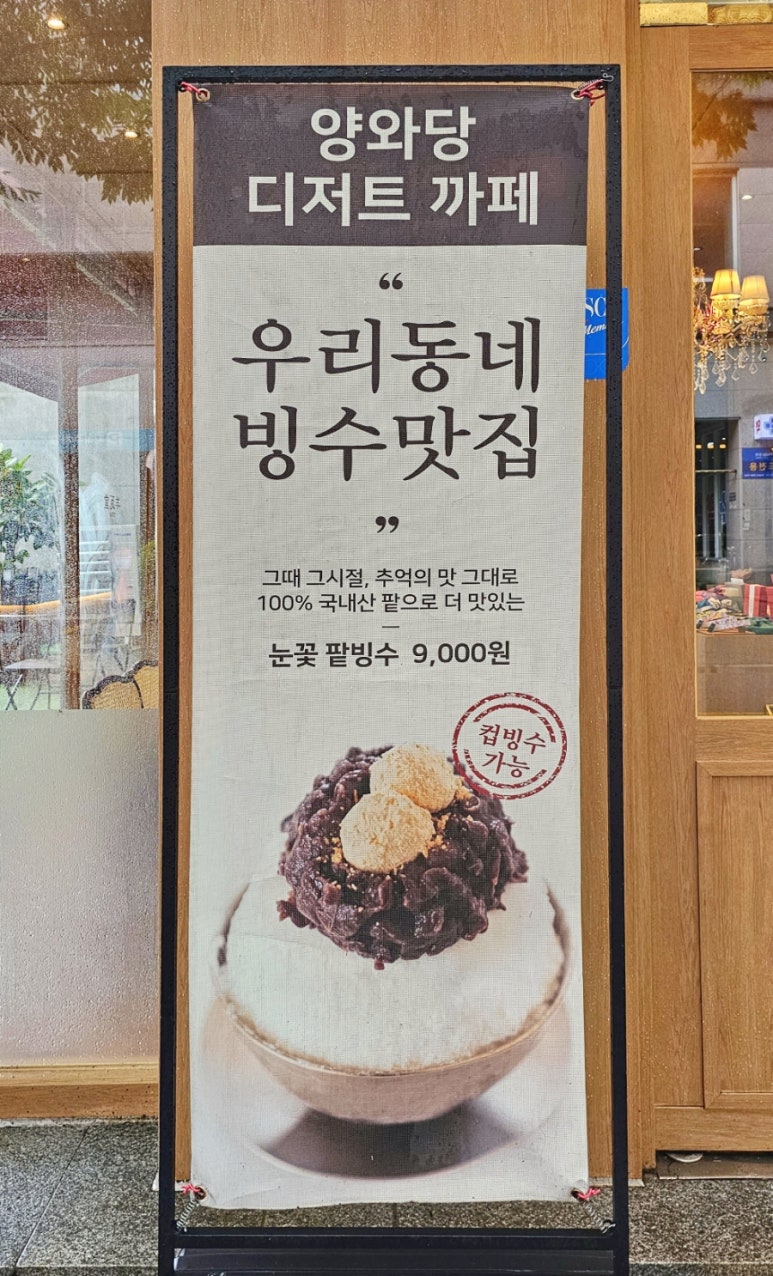 양와당
디저트 까페
“
우리동네
빙수맛집
”
그때 그시절, 추억의 맛 그대로
100% 국내산 팥으로 더 맛있는
눈꽃 팥빙수 9,000원
컵빙수
가능